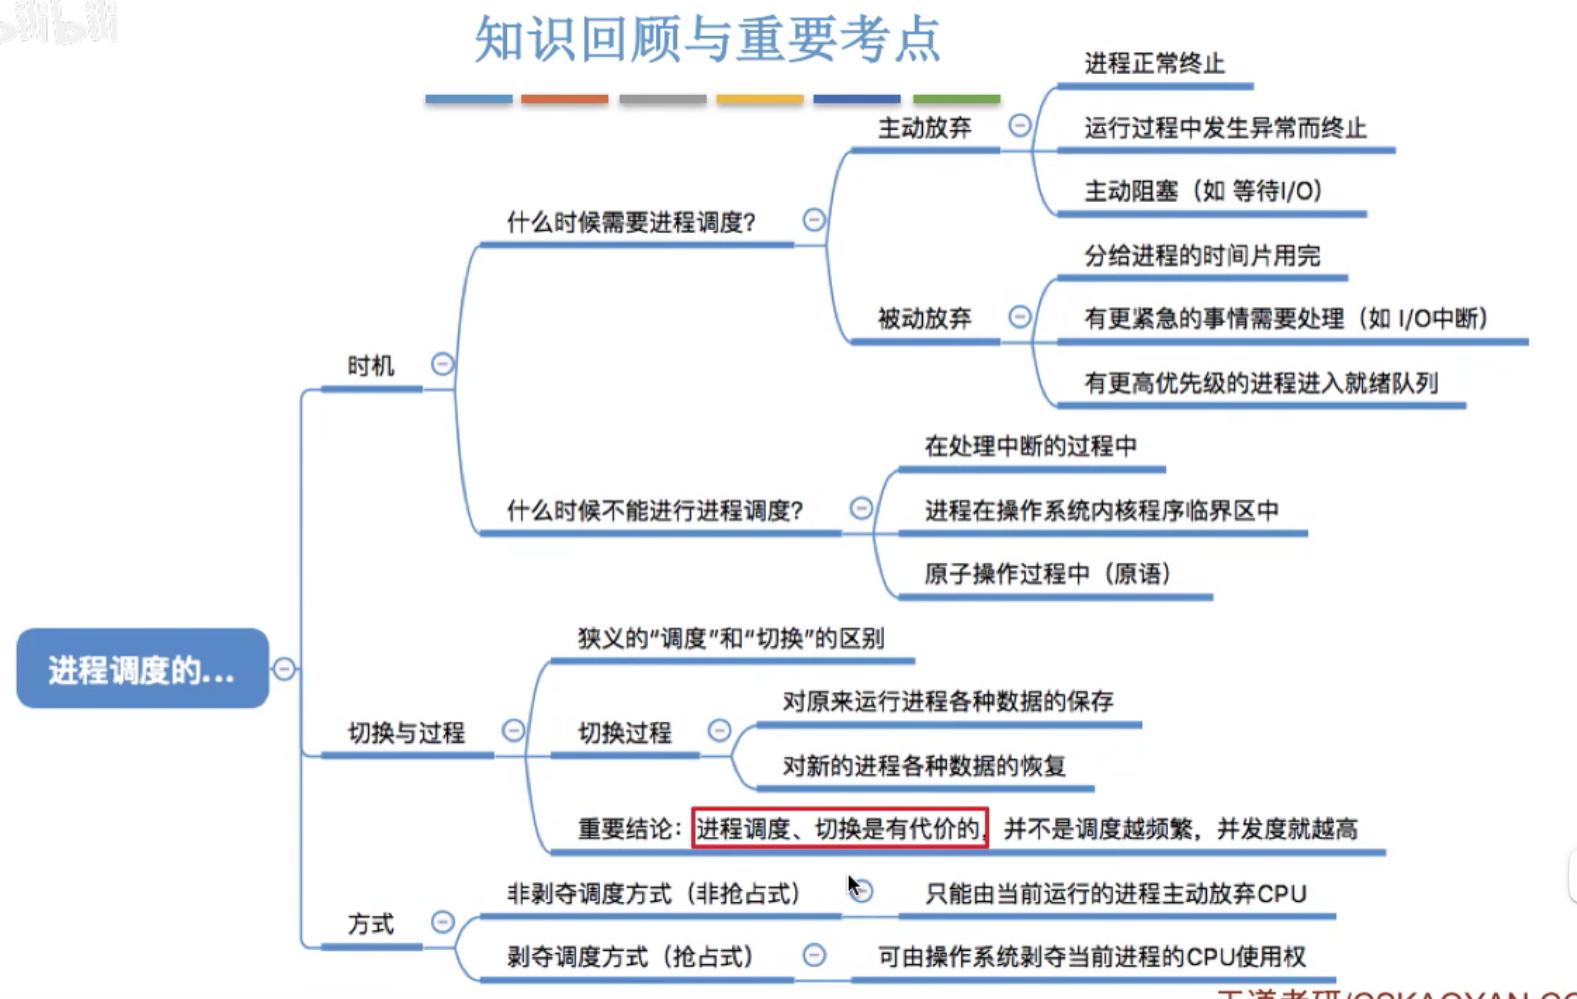 知识回顾与重要考点
进程调度的...
时机
什么时候需要进程调度?
主动放弃
进程正常终止
运行过程中发生异常而终止
主动阻塞（如 等待I/O）
被动放弃
分给进程的时间片用完
有更紧急的事情需要处理（如 I/O中断）
有更高优先级的进程进入就绪队列
什么时候不能进行进程调度?
在处理中断的过程中
进程在操作系统内核程序临界区中
原子操作过程中（原语）
切换与过程
狭义的“调度”和“切换”的区别
切换过程
对原来运行进程各种数据的保存
对新的进程各种数据的恢复
重要结论：进程调度、切换是有代价的，并不是调度越频繁，并发度就越高
方式
非剥夺调度方式（非抢占式）
只能由当前运行的进程主动放弃CPU
剥夺调度方式（抢占式）
可由操作系统剥夺当前进程的CPU使用权